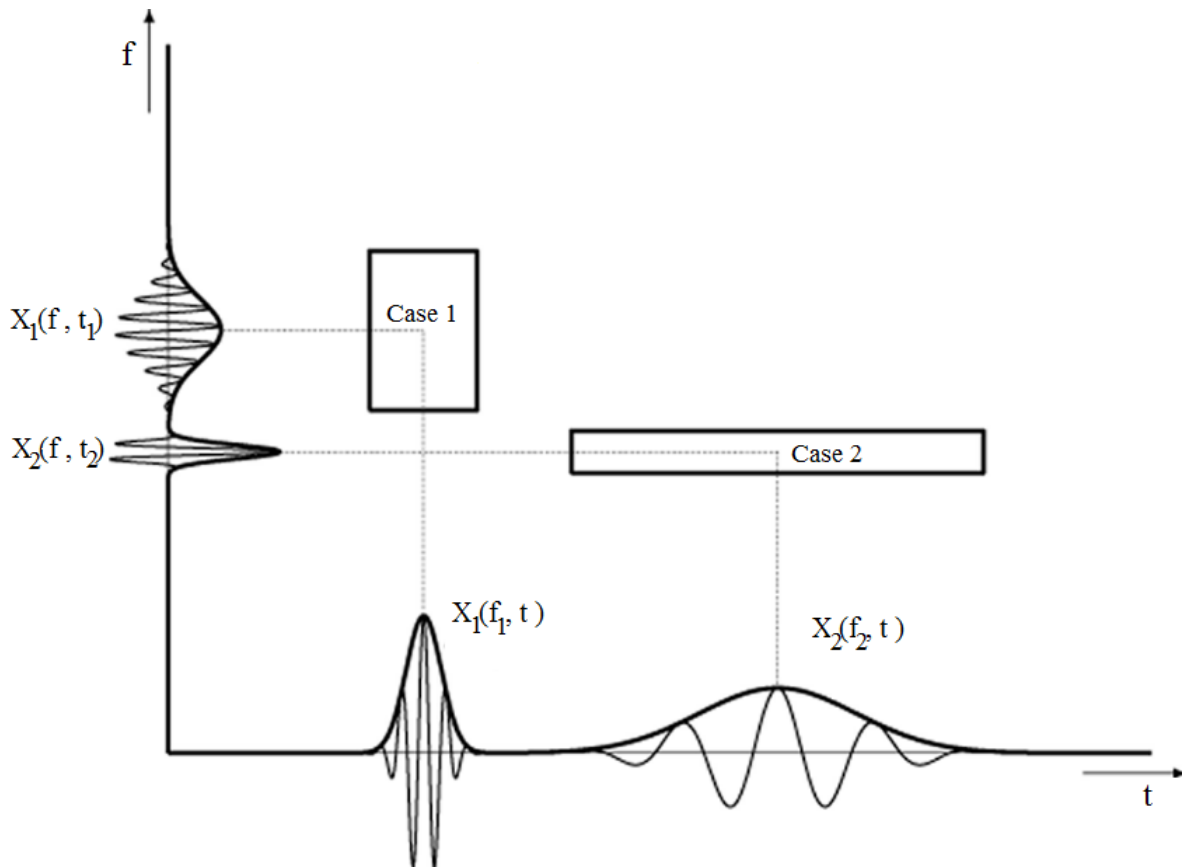 f
Case 1
X₁(f , t₁)
X₂(f , t₂)
Case 2
X₁(f₁, t )
X₂(f₂, t )
t